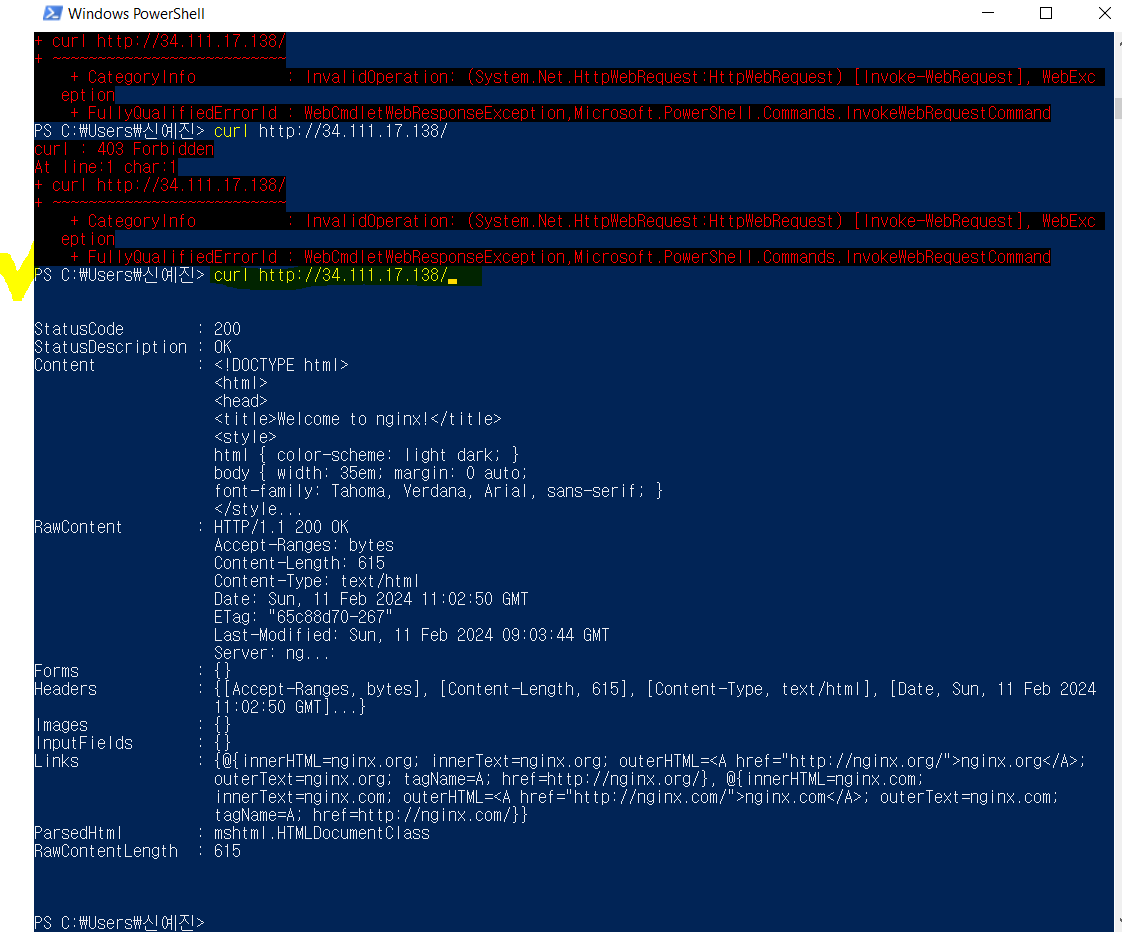 Windows PowerShell
+ curl http://34.111.17.138/
+ ~~~~~~~~~~~~~~~~~~~~~~~~~~
    + CategoryInfo          : InvalidOperation: (System.Net.HttpWebRequest:HttpWebRequest) [Invoke-WebRequest], WebExc
   eption
    + FullyQualifiedErrorId : WebCmdletWebResponseException,Microsoft.PowerShell.Commands.InvokeWebRequestCommand
PS C:₩Users₩신예진> curl http://34.111.17.138/
curl : 403 Forbidden
At line:1 char:1
+ curl http://34.111.17.138/
+ ~~~~~~~~~~~~~~~~~~~~~~~~~~
    + CategoryInfo          : InvalidOperation: (System.Net.HttpWebRequest:HttpWebRequest) [Invoke-WebRequest], WebExc
   eption
    + FullyQualifiedErrorId : WebCmdletWebResponseException,Microsoft.PowerShell.Commands.InvokeWebRequestCommand
PS C:₩Users₩신예진> curl http://34.111.17.138/
StatusCode        : 200
StatusDescription : OK
Content           : <!DOCTYPE html>
                    <html>
                    <head>
                    <title>Welcome to nginx!</title>
                    <style>
                    html { color-scheme: light dark; }
                    body { width: 35em; margin: 0 auto;
                    font-family: Tahoma, Verdana, Arial, sans-serif; }
                    </style...
RawContent        : HTTP/1.1 200 OK
                    Accept-Ranges: bytes
                    Content-Length: 615
                    Content-Type: text/html
                    Date: Sun, 11 Feb 2024 11:02:50 GMT
                    ETag: "65c88d70-267"
                    Last-Modified: Sun, 11 Feb 2024 09:03:44 GMT
                    Server: ng...
Forms             : {}
Headers           : {[Accept-Ranges, bytes], [Content-Length, 615], [Content-Type, text/html], [Date, Sun, 11 Feb 2024
                    11:02:50 GMT]...}
Images            : {}
InputFields       : {}
Links             : {@{innerHTML=nginx.org; innerText=nginx.org; outerHTML=<A href="http://nginx.org/">nginx.org</A>;
                    outerText=nginx.org; tagName=A; href=http://nginx.org/}, @{innerHTML=nginx.com;
                    innerText=nginx.com; outerHTML=<A href="http://nginx.com/">nginx.com</A>; outerText=nginx.com;
                    tagName=A; href=http://nginx.com/}}
ParsedHtml        : mshtml.HTMLDocumentClass
RawContentLength  : 615
PS C:₩Users₩신예진>